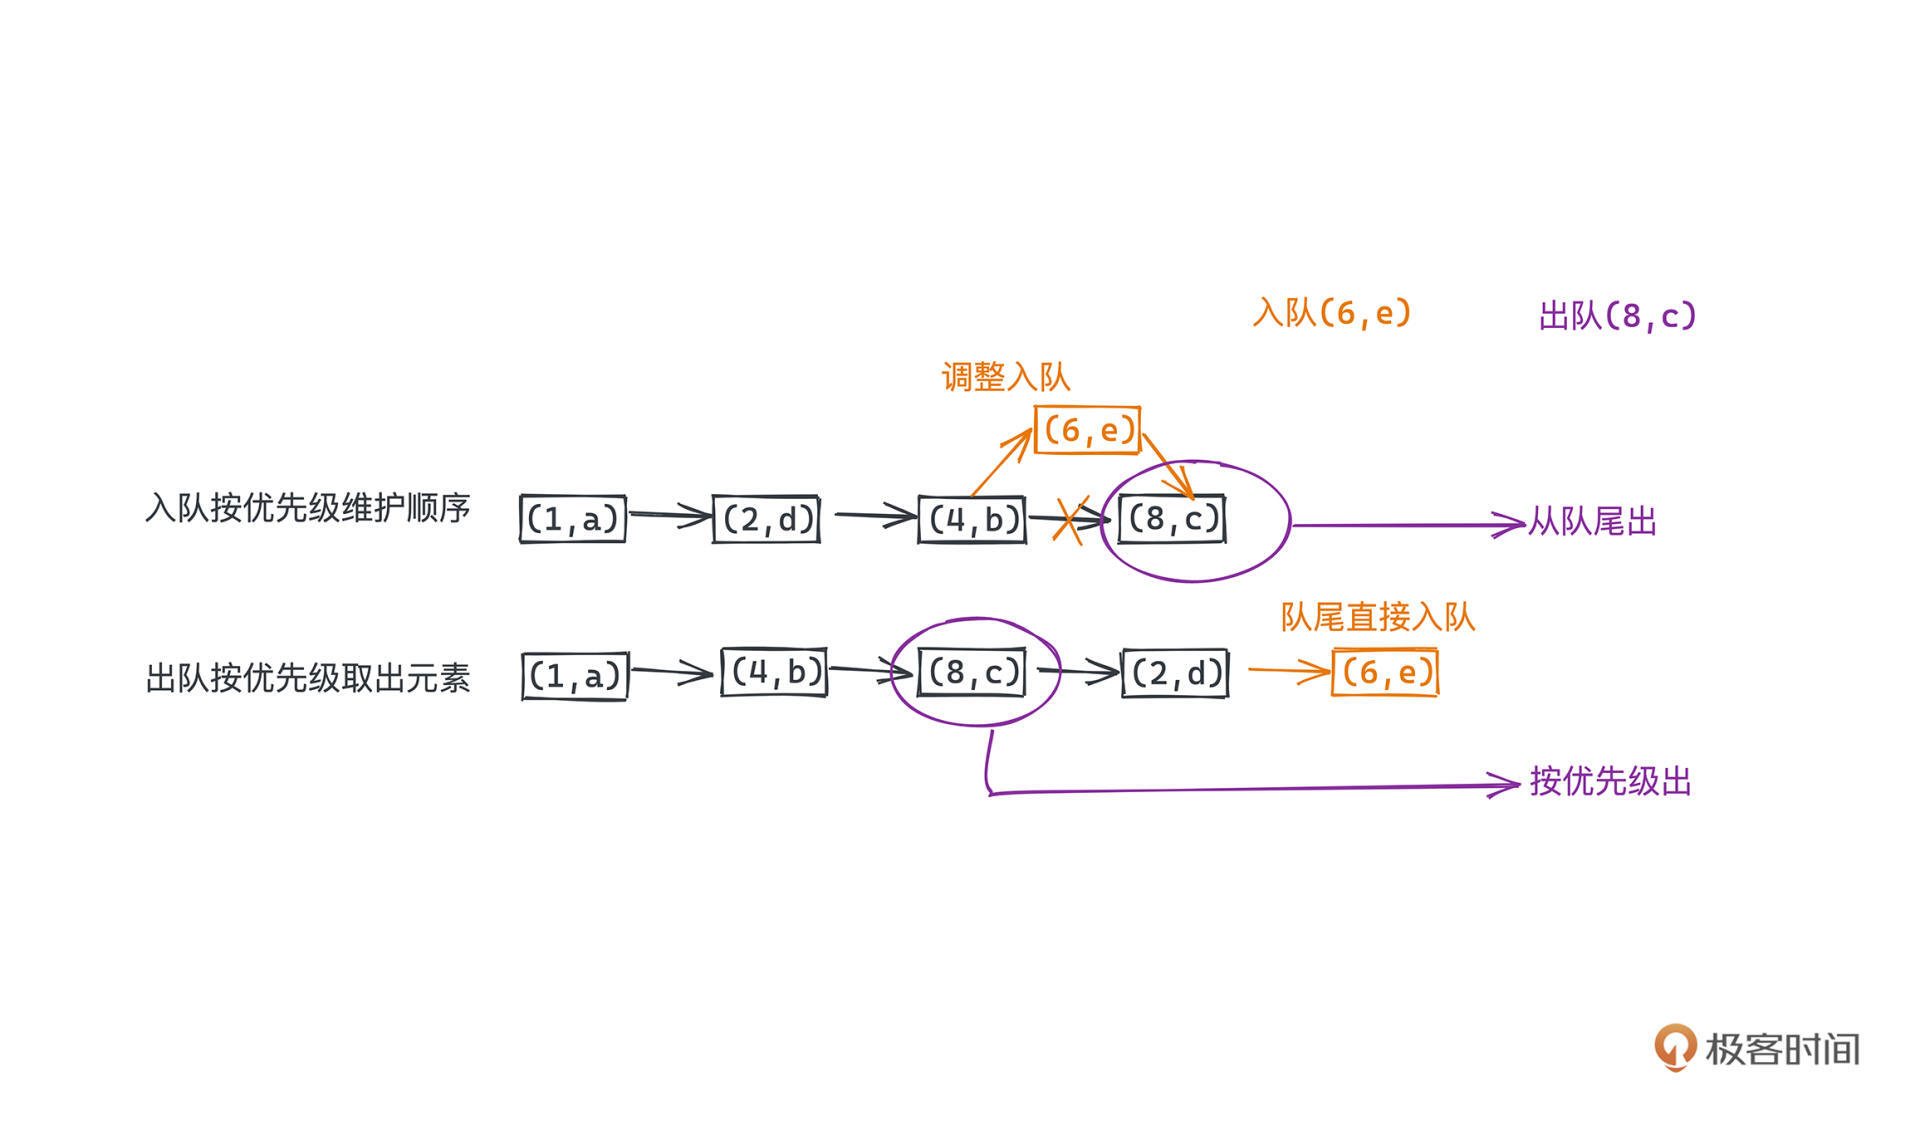 入队(6,e) 出队(8,c)
调整入队
(6,e)
入队按优先级维护顺序 (1,a) (2,d) (4,b) (8,c) 从队尾出
队尾直接入队
出队按优先级取出元素 (1,a) (4,b) (8,c) (2,d) (6,e)
按优先级出
极客时间